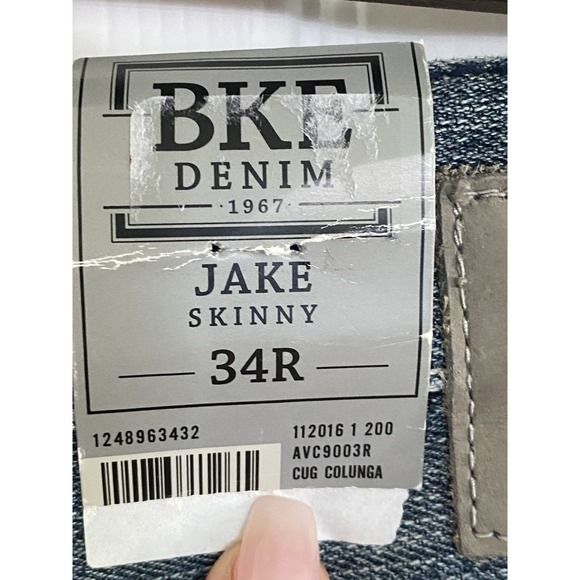 BKE
DENIM
·1967·
JAKE
SKINNY
34R
1248963432
112016 1 200
AVC9003R
CUG COLUNGA